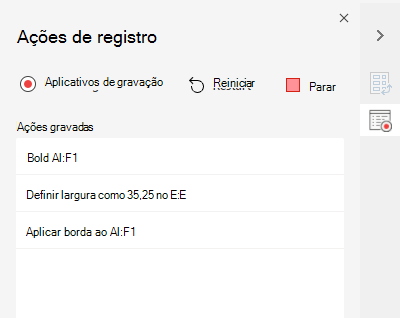 Ações de registro
Aplicativos de gravação
Reiniciar
Parar
Ações gravadas
Bold AI:F1
Definir largura como 35,25 no E:E
Aplicar borda ao AI:F1